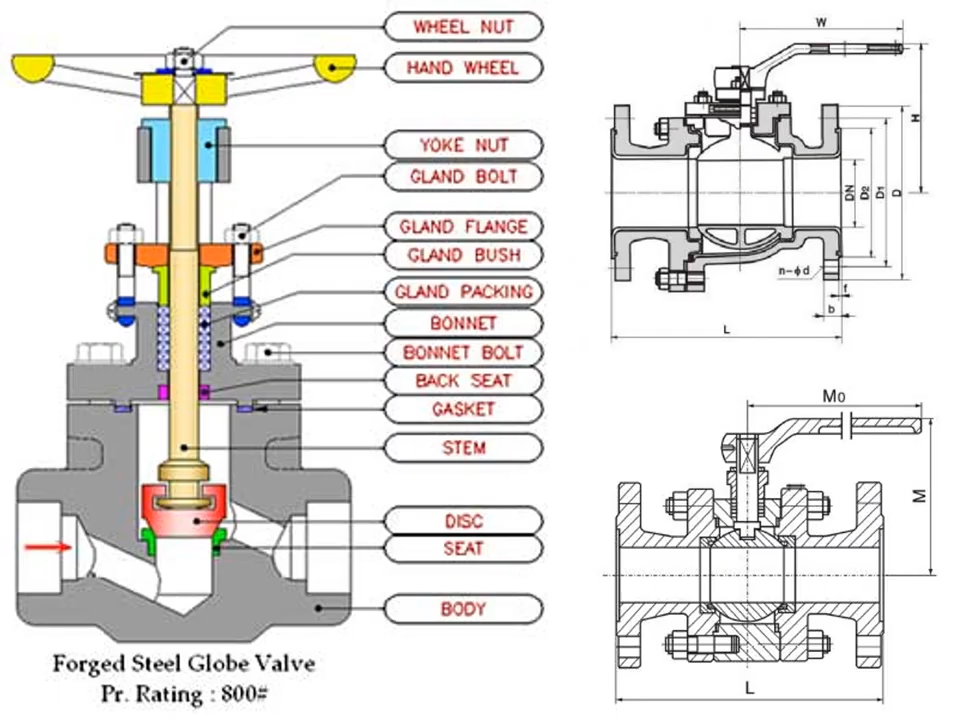 WHEEL NUT
HAND WHEEL
YOKE NUT
GLAND BOLT
GLAND FLANGE
GLAND BUSH
GLAND PACKING
BONNET
BONNET BOLT
BACK SEAT
GASKET
STEM
DISC
SEAT
BODY
Forged Steel Globe Valve
Pr. Rating : 800#
W
H
DN
D2
D1
D
n-ϕd
f
b
L
M0
M
L